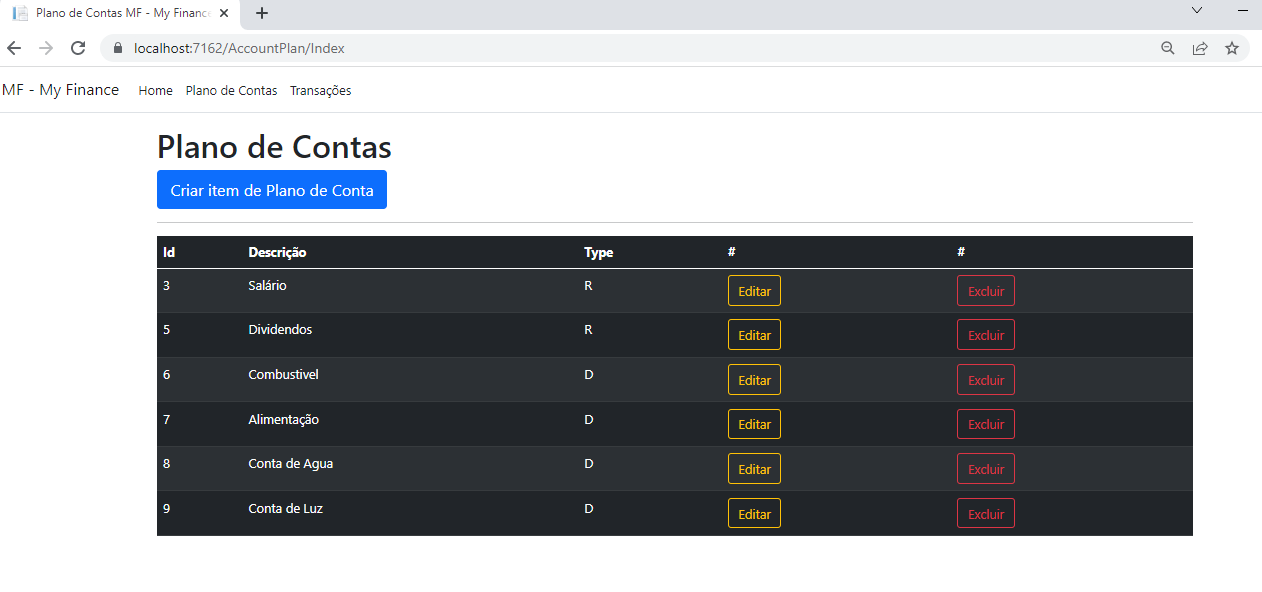 Plano de Contas MF - My Finance
localhost:7162/AccountPlan/Index
MF - My Finance Home Plano de Contas Transações
Plano de Contas
Criar item de Plano de Conta
Id Descrição Type # #
3 Salário R Editar Excluir
5 Dividendos R Editar Excluir
6 Combustivel D Editar Excluir
7 Alimentação D Editar Excluir
8 Conta de Agua D Editar Excluir
9 Conta de Luz D Editar Excluir